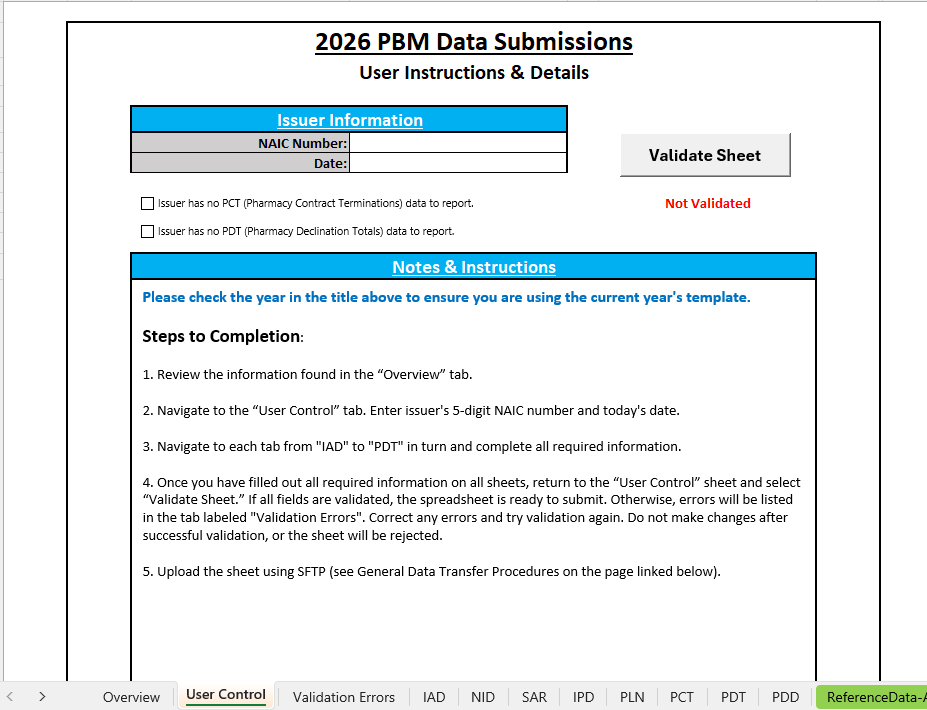 2026 PBM Data Submissions
User Instructions & Details
Issuer Information
NAIC Number:
Date:
Validate Sheet
Not Validated
Issuer has no PCT (Pharmacy Contract Terminations) data to report.
Issuer has no PDT (Pharmacy Declination Totals) data to report.
Notes & Instructions
Please check the year in the title above to ensure you are using the current year's template.
Steps to Completion:
1. Review the information found in the “Overview” tab.
2. Navigate to the “User Control” tab. Enter issuer's 5-digit NAIC number and today's date.
3. Navigate to each tab from "IAD" to "PDT" in turn and complete all required information.
4. Once you have filled out all required information on all sheets, return to the “User Control” sheet and select
“Validate Sheet.” If all fields are validated, the spreadsheet is ready to submit. Otherwise, errors will be listed
in the tab labeled "Validation Errors". Correct any errors and try validation again. Do not make changes after
successful validation, or the sheet will be rejected.
5. Upload the sheet using SFTP (see General Data Transfer Procedures on the page linked below).
Overview User Control Validation Errors IAD NID SAR IPD PLN PCT PDT PDD ReferenceData-A